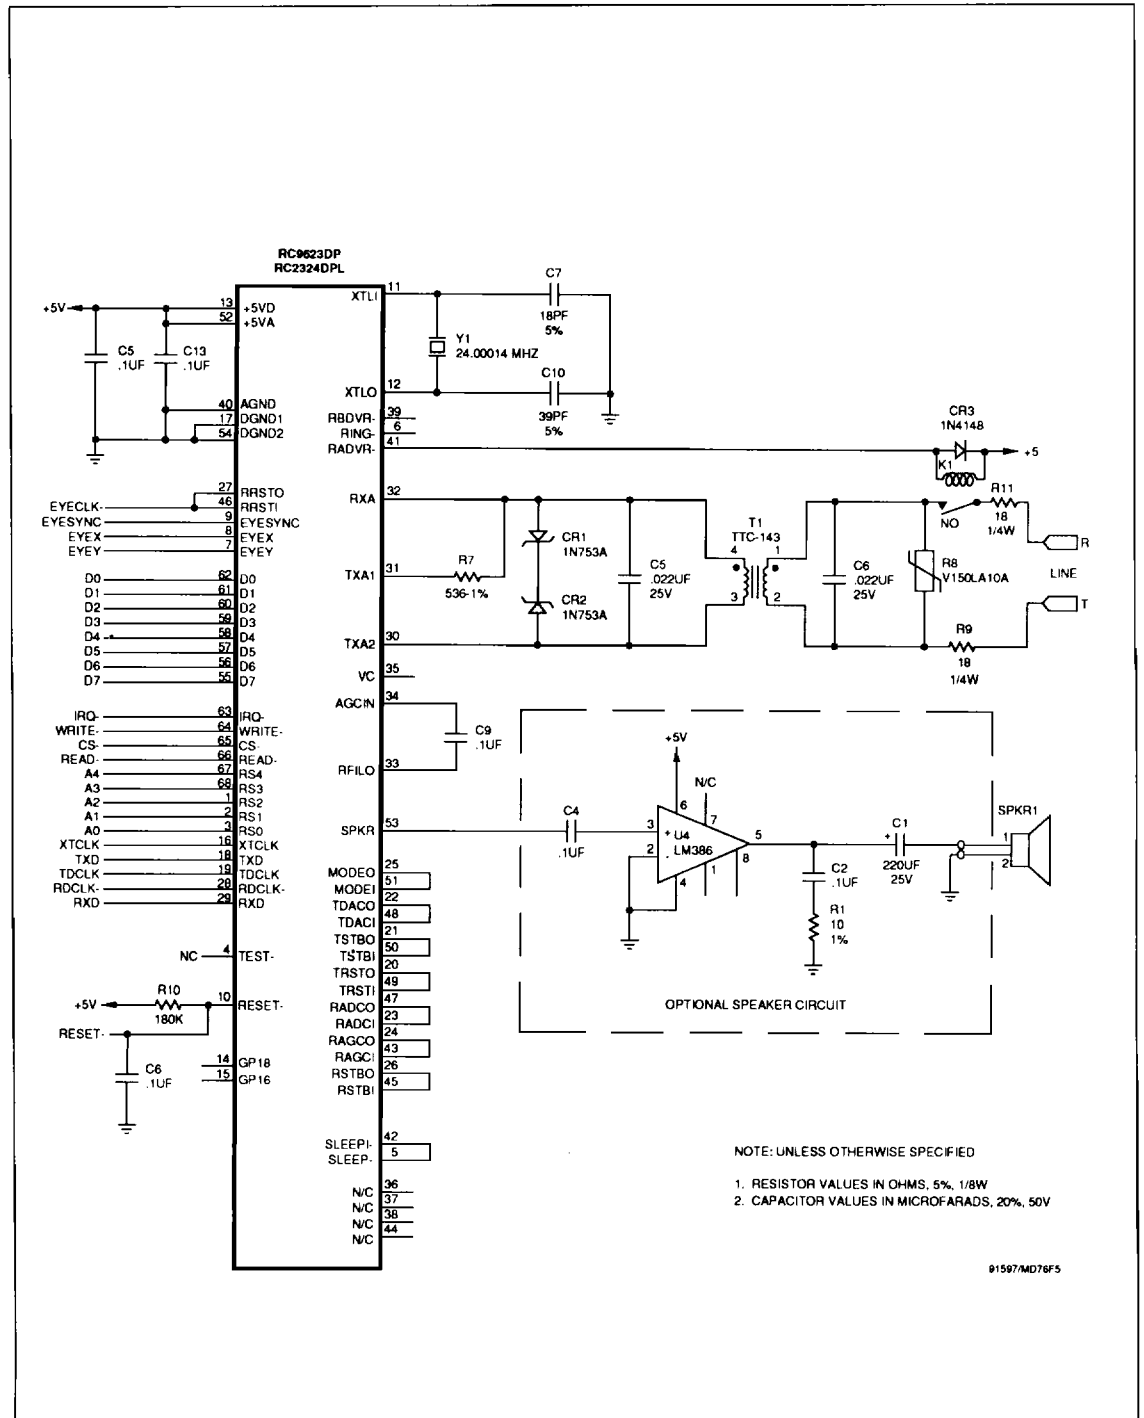 RC9623DP
RC2324DPL
+5V
13 +5VD
52 +5VA
C5
.1UF
C13
.1UF
40 AGND
17 DGND1
54 DGND2
27 RRSTO
EYECLK- 46 RRSTI
EYESYNC 9 EYESYNC
EYEX 8 EYEX
EYEY 7 EYEY
D0 62 D0
D1 61 D1
D2 60 D2
D3 59 D3
D4 58 D4
D5 57 D5
D6 56 D6
D7 55 D7
IRQ- 63 IRQ-
WRITE- 64 WRITE-
CS- 65 CS-
READ- 66 READ-
A4 67 RS4
A3 68 RS3
A2 1 RS2
A1 2 RS1
A0 3 RS0
XTCLK 16 XTCLK
TXD 18 TXD
TDCLK 19 TDCLK
RDCLK- 28 RDCLK-
RXD 29 RXD
NC 4 TEST-
+5V
R10
180K
10 RESET-
RESET-
C6
.1UF
14 GP18
15 GP16
XTLI 11
XTLO 12
RBDVR- 39
RING- 6
RADVR- 41
RXA 32
TXA1 31
TXA2 30
VC 35
AGCIN 34
RFILO 33
SPKR 53
MODEO 25
MODEI 51
TDACO 22
TDACI 48
TSTBO 21
TSTBI 50
TRSTO 20
TRSTI 49
RADCO 47
RADCI 23
RAGCO 24
RAGCI 43
RSTBO 26
RSTBI 45
SLEEPI- 42
SLEEP- 5
N/C 36
N/C 37
N/C 38
N/C 44
C7
18PF
5%
Y1
24.00014 MHZ
C10
39PF
5%
CR3
1N4148
+5
K1
R11
18
1/4W
NO
R
LINE
T
R8
V150LA10A
R9
18
1/4W
T1
TTC-143
4 1
3 2
C6
.022UF
25V
C5
.022UF
25V
CR1
1N753A
CR2
1N753A
R7
536-1%
C9
.1UF
+5V
N/C
C4
.1UF
6
7
3 +
2 -
U4
LM386
5
8
1
4
C1
+
220UF
25V
C2
.1UF
R1
10
1%
SPKR1
1
2
OPTIONAL SPEAKER CIRCUIT
NOTE: UNLESS OTHERWISE SPECIFIED
1. RESISTOR VALUES IN OHMS, 5%, 1/8W
2. CAPACITOR VALUES IN MICROFARADS, 20%, 50V
91597/MD76F5